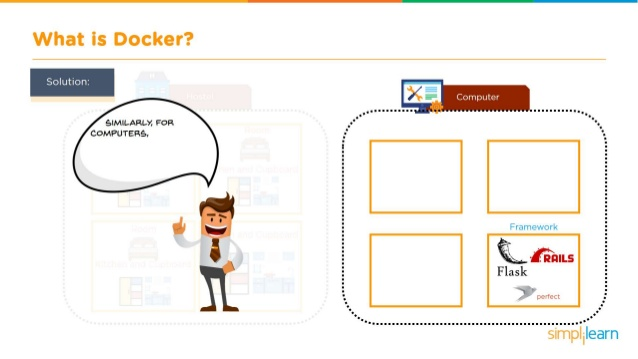 What is Docker?
Solution:
SIMILARLY, FOR
COMPUTERS,
Computer
Framework
Flask
RAILS
perfect
simplilearn